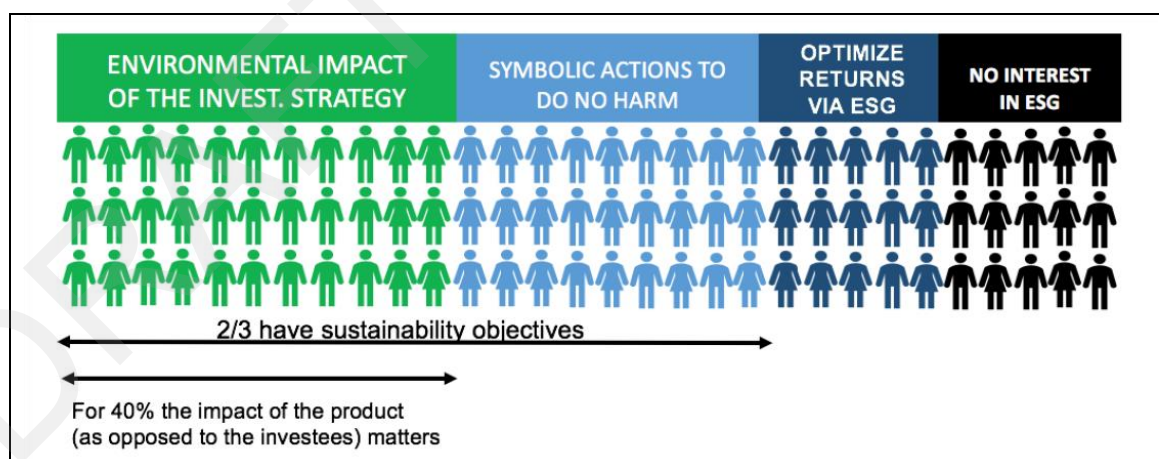 ENVIRONMENTAL IMPACT
OF THE INVEST. STRATEGY
SYMBOLIC ACTIONS TO
DO NO HARM
OPTIMIZE
RETURNS
VIA ESG
NO INTEREST
IN ESG
2/3 have sustainability objectives
For 40% the impact of the product
(as opposed to the investees) matters
DRAFT